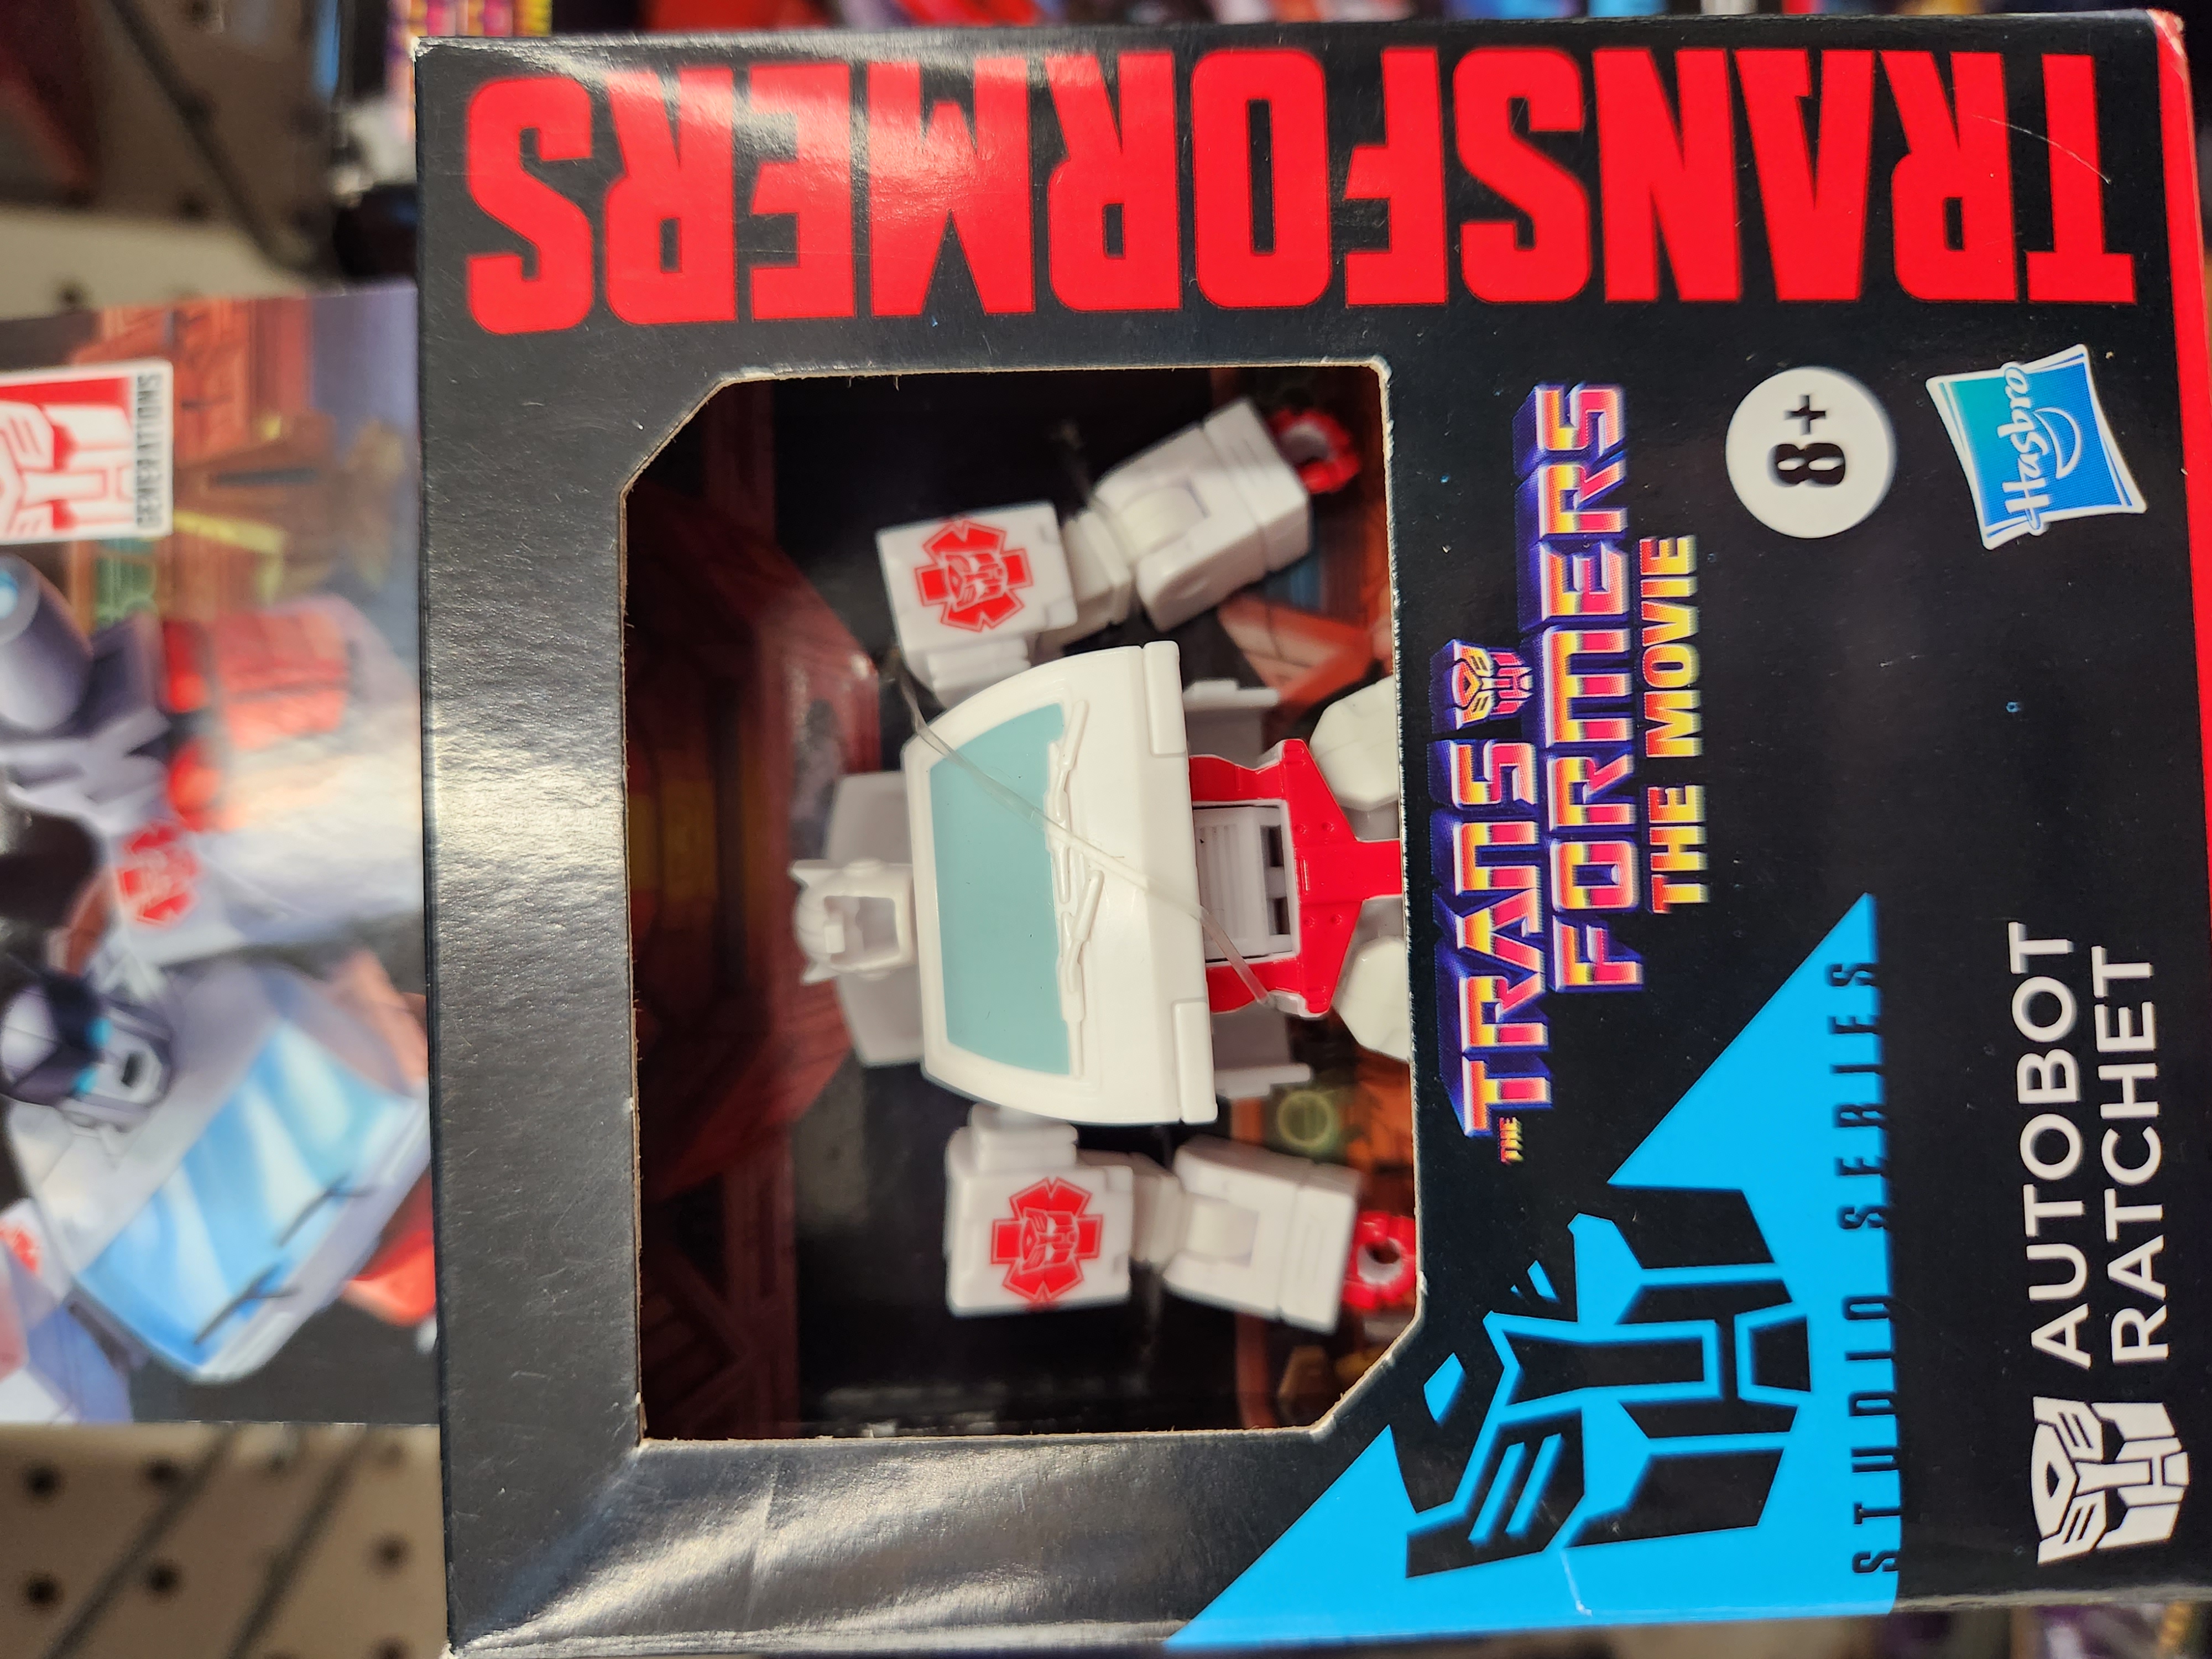 TRANSFORMERS
GENERATIONS
THE
TRANS
FORMERS
THE MOVIE
8+
Hasbro
STUDIO SERIES
AUTOBOT
RATCHET